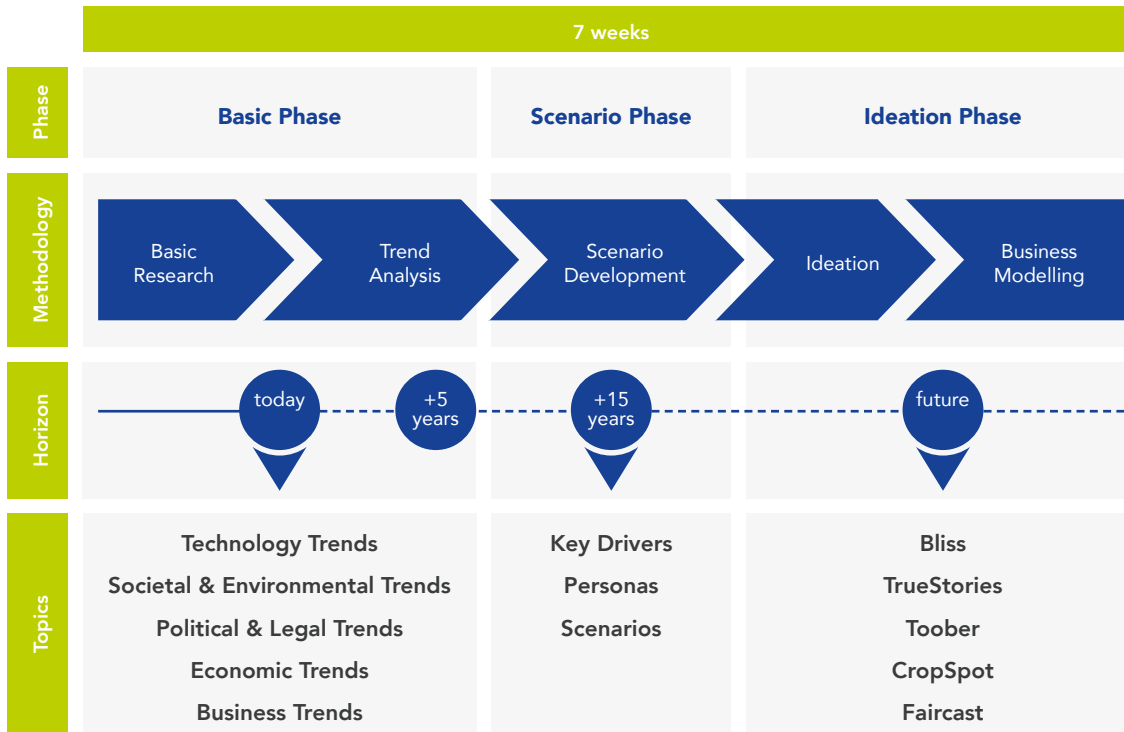 7 weeks
Phase
Basic Phase
Scenario Phase
Ideation Phase
Methodology
Basic
Research
Trend
Analysis
Scenario
Development
Ideation
Business
Modelling
Horizon
today
+5
years
+15
years
future
Topics
Technology Trends
Societal & Environmental Trends
Political & Legal Trends
Economic Trends
Business Trends
Key Drivers
Personas
Scenarios
Bliss
TrueStories
Toober
CropSpot
Faircast